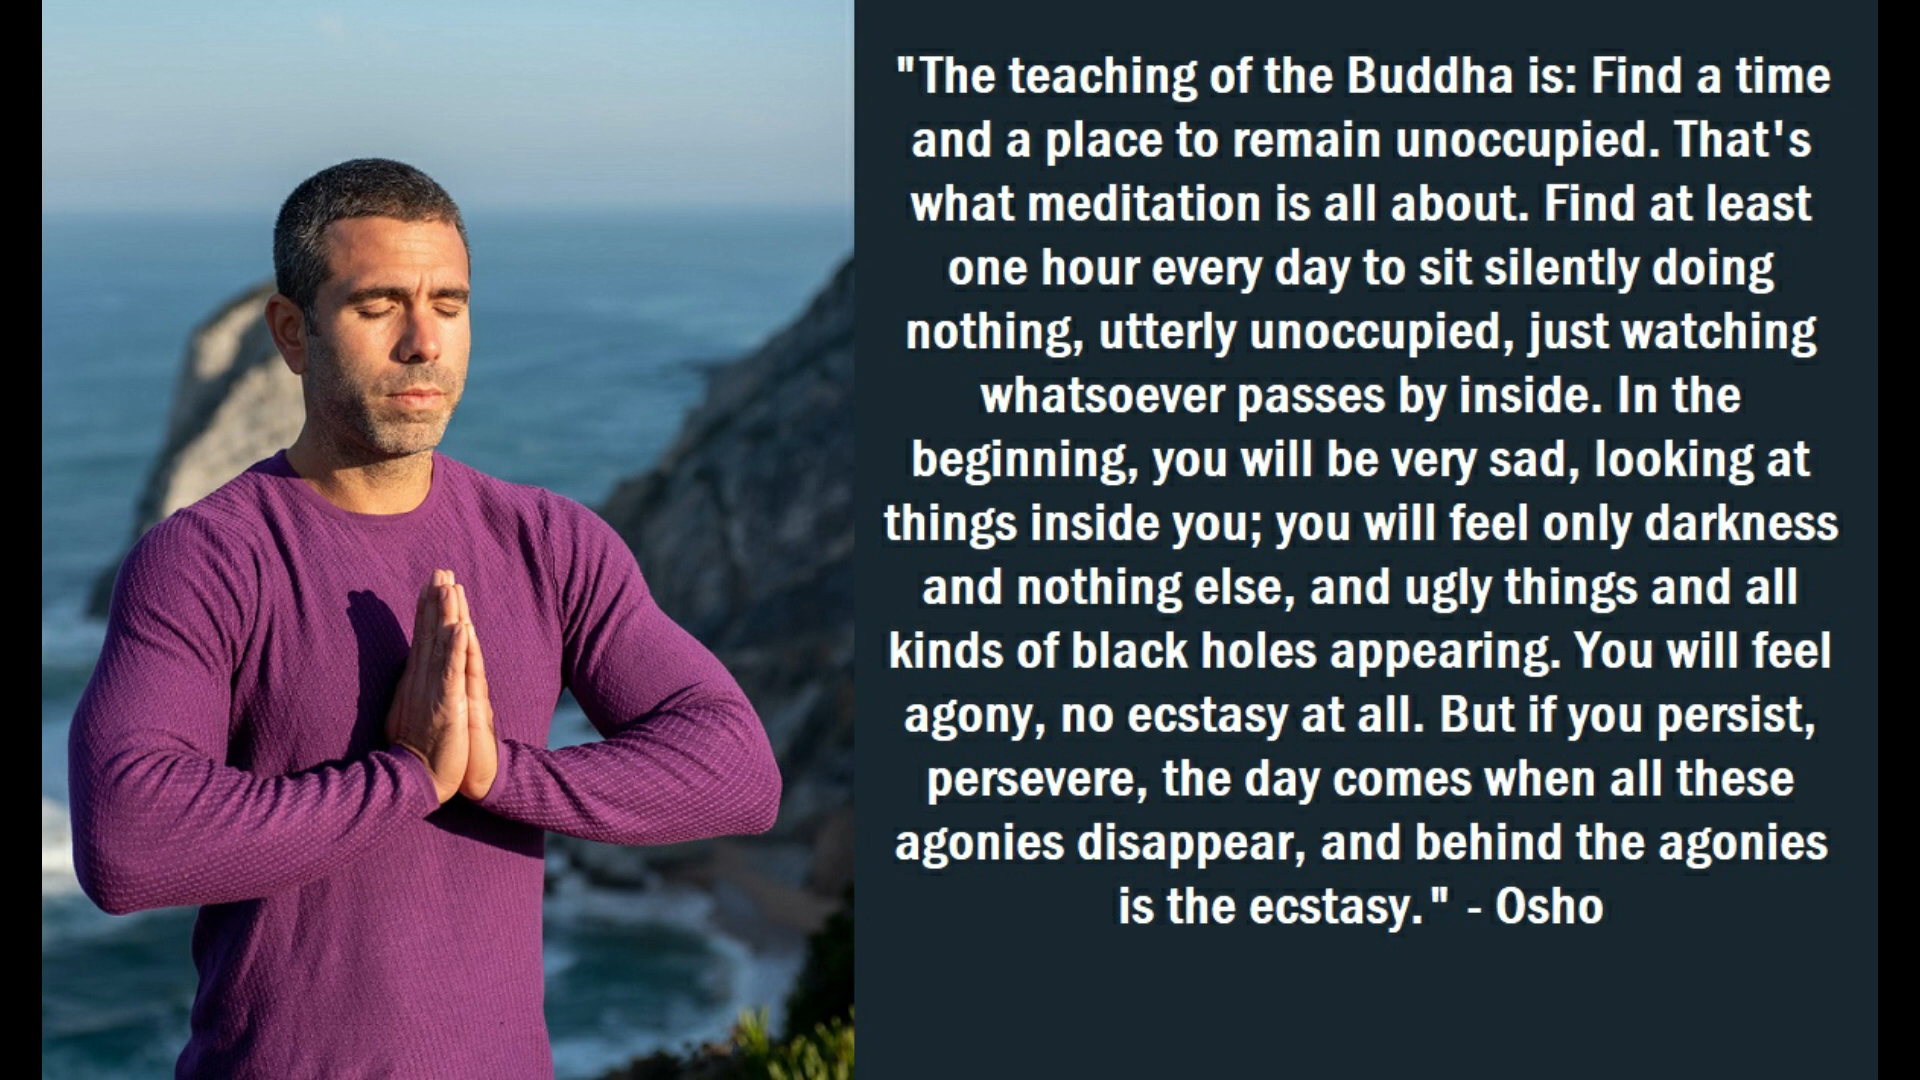 "The teaching of the Buddha is: Find a time
and a place to remain unoccupied. That's
what meditation is all about. Find at least
one hour every day to sit silently doing
nothing, utterly unoccupied, just watching
whatsoever passes by inside. In the
beginning, you will be very sad, looking at
things inside you; you will feel only darkness
and nothing else, and ugly things and all
kinds of black holes appearing. You will feel
agony, no ecstasy at all. But if you persist,
persevere, the day comes when all these
agonies disappear, and behind the agonies
is the ecstasy." - Osho